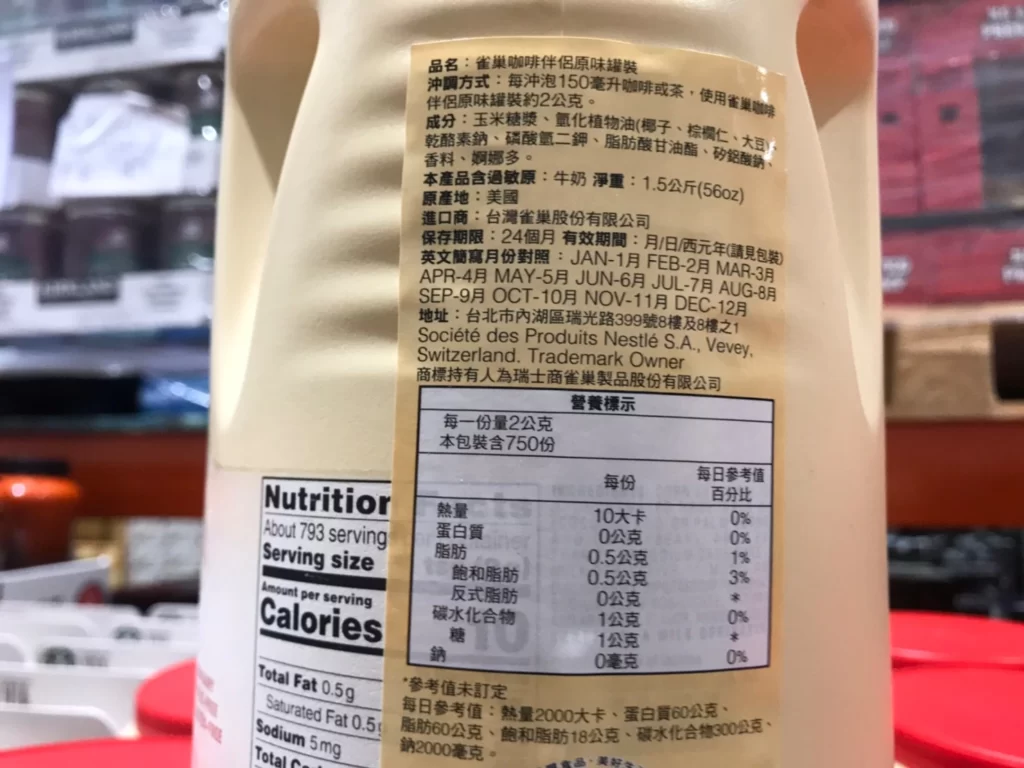 品名：雀巢咖啡伴侶原味罐裝
沖調方式：每沖泡150毫升咖啡或茶，使用雀巢咖啡
伴侶原味罐裝約2公克。
成分：玉米糖漿、氫化植物油(椰子、棕櫚仁、大豆)、
乾酪素鈉、磷酸氫二鉀、脂肪酸甘油酯、矽鋁酸鈉、
香料、婀娜多。
本產品含過敏原：牛奶 淨重：1.5公斤(56oz)
原產地：美國
進口商：台灣雀巢股份有限公司
保存期限：24個月 有效期間：月/日/西元年(請見包裝)
英文簡寫月份對照：JAN-1月 FEB-2月 MAR-3月
APR-4月 MAY-5月 JUN-6月 JUL-7月 AUG-8月
SEP-9月 OCT-10月 NOV-11月 DEC-12月
地址：台北市內湖區瑞光路399號8樓及8樓之1
Société des Produits Nestlé S.A., Vevey,
Switzerland. Trademark Owner
商標持有人為瑞士商雀巢製品股份有限公司
營養標示
每一份量2公克
本包裝含750份
每份 每日參考值
百分比
熱量 10大卡 0%
蛋白質 0公克 0%
脂肪 0.5公克 1%
飽和脂肪 0.5公克 3%
反式脂肪 0公克 *
碳水化合物 1公克 0%
糖 1公克 *
鈉 0毫克 0%
*參考值未訂定
每日參考值：熱量2000大卡、蛋白質60公克、
脂肪60公克、飽和脂肪18公克、碳水化合物300公克、
鈉2000毫克。
Nutrition Facts
About 793 serving
Serving size
Amount per serving
Calories 10
Total Fat 0.5g
Saturated Fat 0.5g
Sodium 5mg
Total